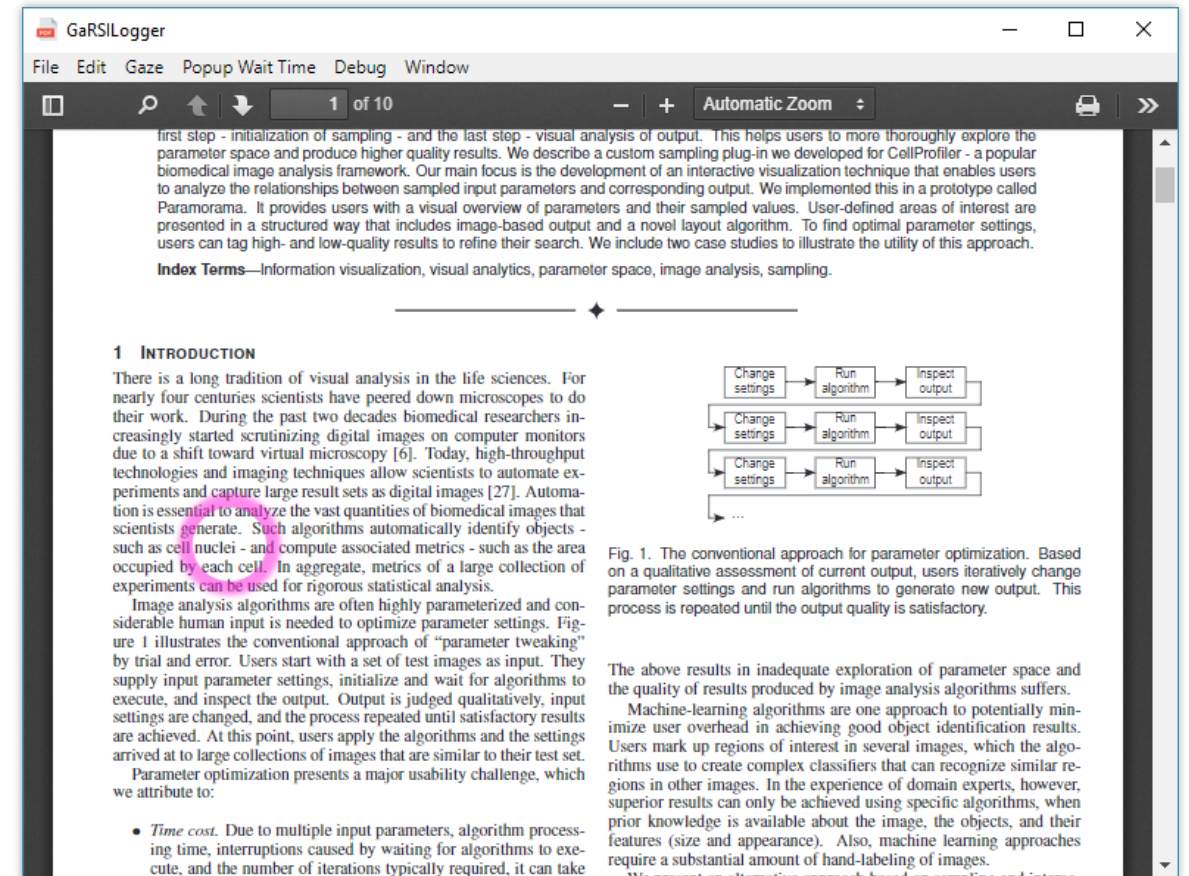 GaRSILogger
File Edit Gaze Popup Wait Time Debug Window
1 of 10
Automatic Zoom
first step - initialization of sampling - and the last step - visual analysis of output. This helps users to more thoroughly explore the
parameter space and produce higher quality results. We describe a custom sampling plug-in we developed for CellProfiler - a popular
biomedical image analysis framework. Our main focus is the development of an interactive visualization technique that enables users
to analyze the relationships between sampled input parameters and corresponding output. We implemented this in a prototype called
Paramorama. It provides users with a visual overview of parameters and their sampled values. User-defined areas of interest are
presented in a structured way that includes image-based output and a novel layout algorithm. To find optimal parameter settings,
users can tag high- and low-quality results to refine their search. We include two case studies to illustrate the utility of this approach.
Index Terms—Information visualization, visual analytics, parameter space, image analysis, sampling.
1 INTRODUCTION
There is a long tradition of visual analysis in the life sciences. For
nearly four centuries scientists have peered down microscopes to do
their work. During the past two decades biomedical researchers in-
creasingly started scrutinizing digital images on computer monitors
due to a shift toward virtual microscopy [6]. Today, high-throughput
technologies and imaging techniques allow scientists to automate ex-
periments and capture large result sets as digital images [27]. Automa-
tion is essential to analyze the vast quantities of biomedical images that
scientists generate. Such algorithms automatically identify objects -
such as cell nuclei - and compute associated metrics - such as the area
occupied by each cell. In aggregate, metrics of a large collection of
experiments can be used for rigorous statistical analysis.
Image analysis algorithms are often highly parameterized and con-
siderable human input is needed to optimize parameter settings. Fig-
ure 1 illustrates the conventional approach of “parameter tweaking”
by trial and error. Users start with a set of test images as input. They
supply input parameter settings, initialize and wait for algorithms to
execute, and inspect the output. Output is judged qualitatively, input
settings are changed, and the process repeated until satisfactory results
are achieved. At this point, users apply the algorithms and the settings
arrived at to large collections of images that are similar to their test set.
Parameter optimization presents a major usability challenge, which
we attribute to:
• Time cost. Due to multiple input parameters, algorithm process-
ing time, interruptions caused by waiting for algorithms to exe-
cute, and the number of iterations typically required, it can take
Change settings
Run algorithm
Inspect output
Change settings
Run algorithm
Inspect output
Change settings
Run algorithm
Inspect output
...
Fig. 1. The conventional approach for parameter optimization. Based
on a qualitative assessment of current output, users iteratively change
parameter settings and run algorithms to generate new output. This
process is repeated until the output quality is satisfactory.
The above results in inadequate exploration of parameter space and
the quality of results produced by image analysis algorithms suffers.
Machine-learning algorithms are one approach to potentially min-
imize user overhead in achieving good object identification results.
Users mark up regions of interest in several images, which the algo-
rithms use to create complex classifiers that can recognize similar re-
gions in other images. In the experience of domain experts, however,
superior results can only be achieved using specific algorithms, when
prior knowledge is available about the image, the objects, and their
features (size and appearance). Also, machine learning approaches
require a substantial amount of hand-labeling of images.